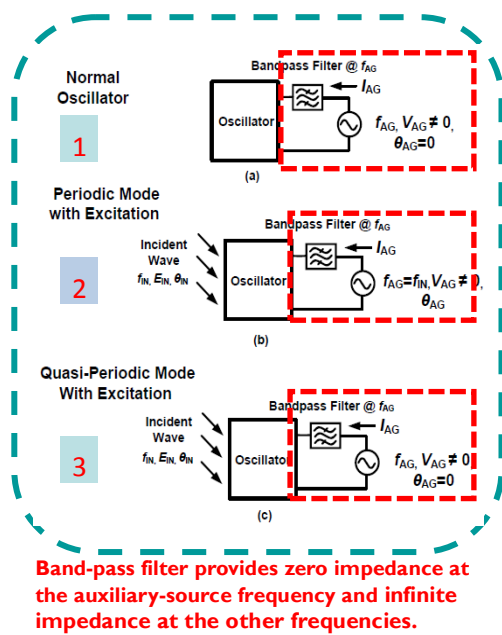 Normal
Oscillator
1
Bandpass Filter @ fAG
IAG
Oscillator
fAG, VAG ≠ 0,
θAG=0
(a)
Periodic Mode
with Excitation
2
Incident
Wave
fIN, EIN, θIN
Bandpass Filter @ fAG
IAG
Oscillator
fAG=fIN,VAG ≠ 0,
θAG
(b)
Quasi-Periodic Mode
With Excitation
3
Incident
Wave
fIN, EIN, θIN
Bandpass Filter @ fAG
IAG
Oscillator
fAG, VAG ≠ 0
θAG=0
(c)
Band-pass filter provides zero impedance at
the auxiliary-source frequency and infinite
impedance at the other frequencies.